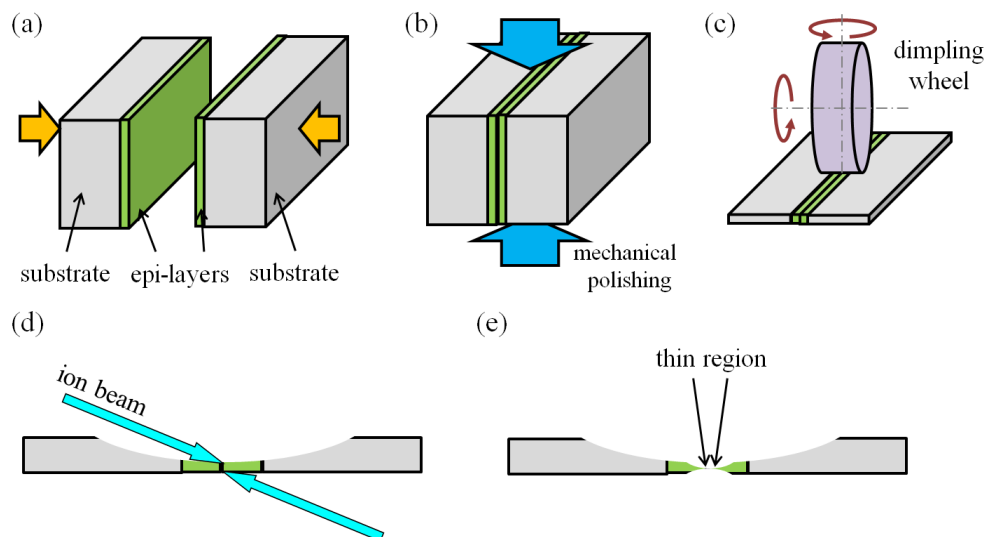 (a)
(b)
(c)
dimpling
wheel
substrate
epi-layers
substrate
mechanical
polishing
(d)
(e)
ion beam
thin region